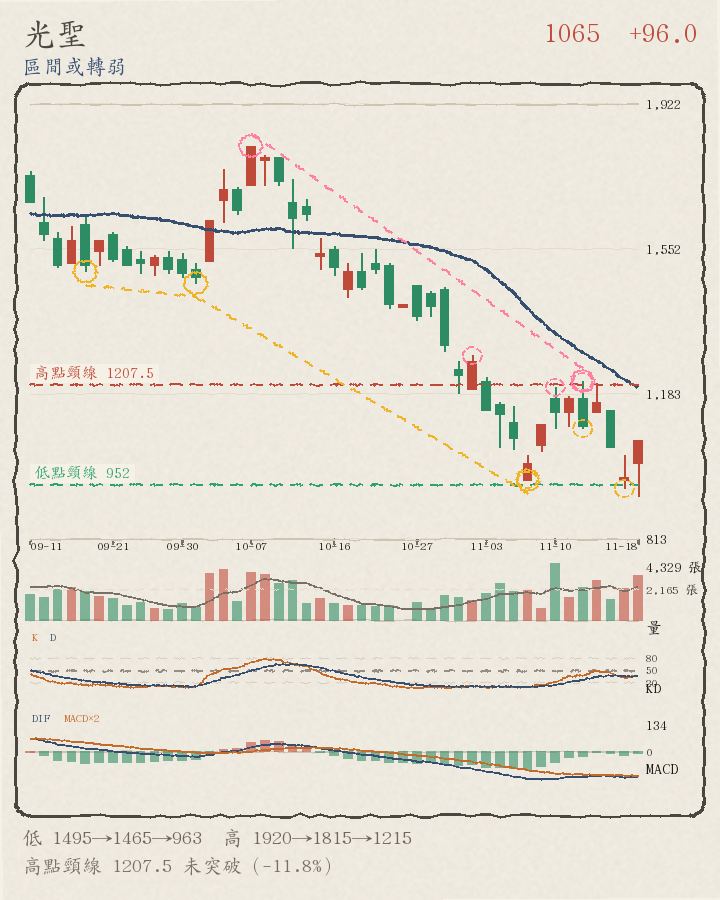 光聖
1065 +96.0
區間或轉弱
1,922
1,552
高點頸線 1207.5
1,183
低點頸線 952
813
09-11 09-21 09-30 10-07 10-16 10-27 11-03 11-10 11-18
4,329 張
2,165 張
量
K D
80
50
KD
DIF MACD×2
134
0
MACD
低 1495→1465→963 高 1920→1815→1215
高點頸線 1207.5 未突破 (-11.8%)